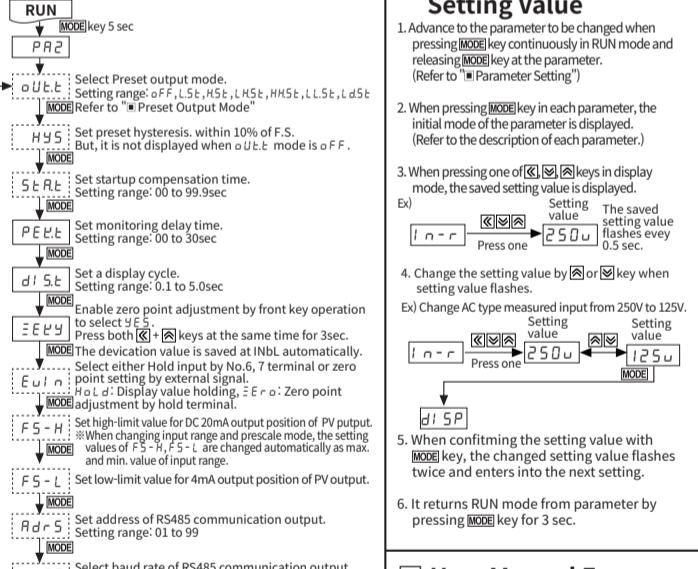 RUN
MODE key 5 sec
PA2
oUt.t
Select Preset output mode.
Setting range: oFF, L.St, H.St, LH.St, HH.St, LL.St, Ld.St
MODE Refer to "■ Preset Output Mode"
HYS
Set preset hysteresis. within 10% of F.S.
But, it is not displayed when oUt.t mode is oFF.
MODE
StA.t
Set startup compensation time.
Setting range: 00 to 99.9sec
MODE
PEK.t
Set monitoring delay time.
Setting range: 00 to 30sec
MODE
dIS.t
Set a display cycle.
Setting range: 0.1 to 5.0sec
MODE
Enable zero point adjustment by front key operation
to select YES.
Press both « + keys at the same time for 3sec.
MODE The devication value is saved at INbL automatically.
Select either Hold input by No.6, 7 terminal or zero
EvIn point setting by external signal.
HoLd: Display value holding, ZEro: Zero point
MODE adjustment by hold terminal.
FS-H
Set high-limit value for DC 20mA output position of PV putput.
※When changing input range and prescale mode, the setting
MODE values of FS-H, FS-L are changed automatically as max.
and min. value of input range.
FS-L Set low-limit value for 4mA output position of PV output.
MODE
AdrS
Set address of RS485 communication output.
Setting range: 01 to 99
MODE
Select baud rate of RS485 communication output
Setting Value
1. Advance to the parameter to be changed when
pressing MODE key continuously in RUN mode and
releasing MODE key at the parameter.
(Refer to "■ Parameter Setting")
2. When pressing MODE key in each parameter, the
initial mode of the parameter is displayed.
(Refer to the description of each parameter.)
3. When pressing one of «, , keys in display
mode, the saved setting value is displayed.
Ex)
In-r
«
Press one
Setting
value
250v
The saved
setting value
flashes evey
0.5 sec.
4. Change the setting value by or key when
setting value flashes.
Ex) Change AC type measured input from 250V to 125V.
In-r
«
Press one
Setting
value
250v
Setting
value
125v
MODE
dISP
5. When confitming the setting value with
MODE key, the changed setting value flashes
twice and enters into the next setting.
6. It returns RUN mode from parameter by
pressing MODE key for 3 sec.